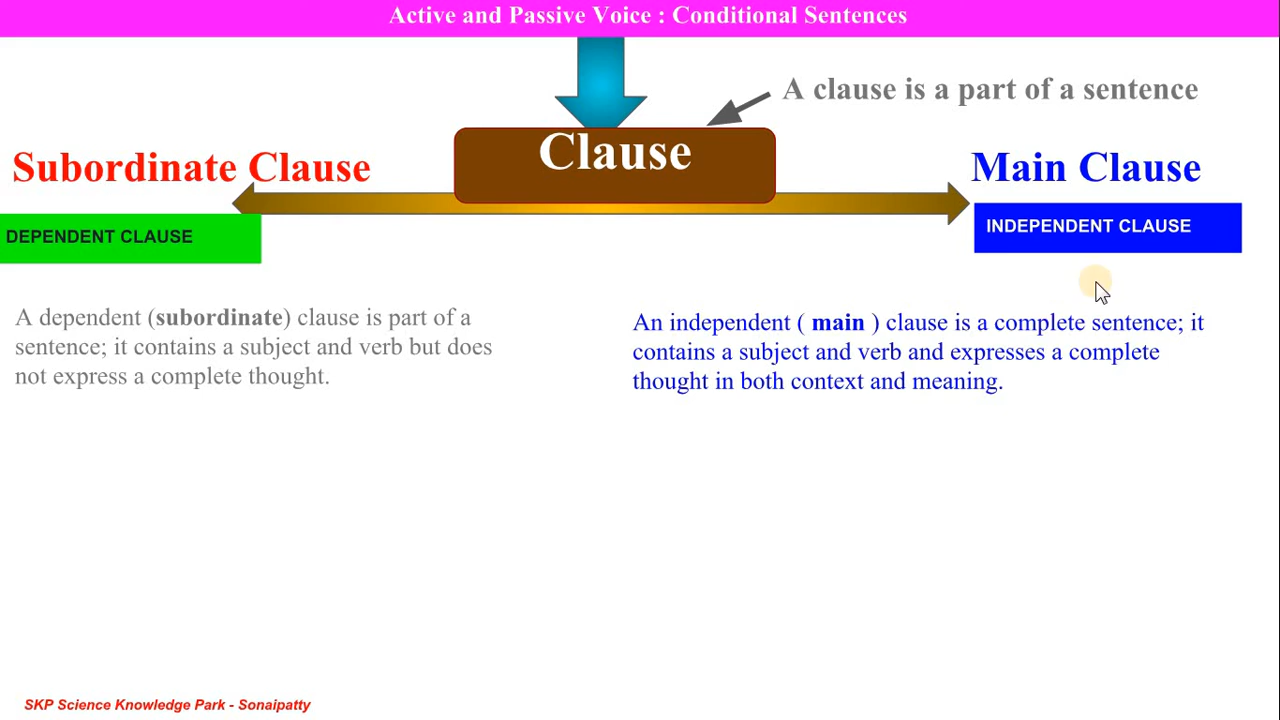 Active and Passive Voice : Conditional Sentences
A clause is a part of a sentence
Clause
Subordinate Clause
Main Clause
DEPENDENT CLAUSE
INDEPENDENT CLAUSE
A dependent (subordinate) clause is part of a
sentence; it contains a subject and verb but does
not express a complete thought.
An independent ( main ) clause is a complete sentence; it
contains a subject and verb and expresses a complete
thought in both context and meaning.
SKP Science Knowledge Park - Sonaipatty